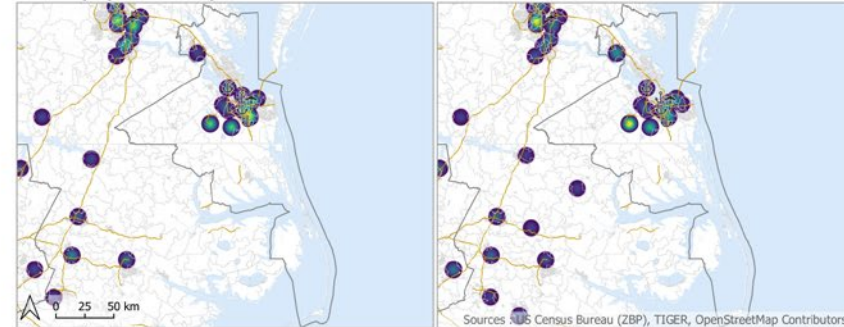 0 25 50 km
Sources : US Census Bureau (ZBP), TIGER, OpenStreetMap Contributors